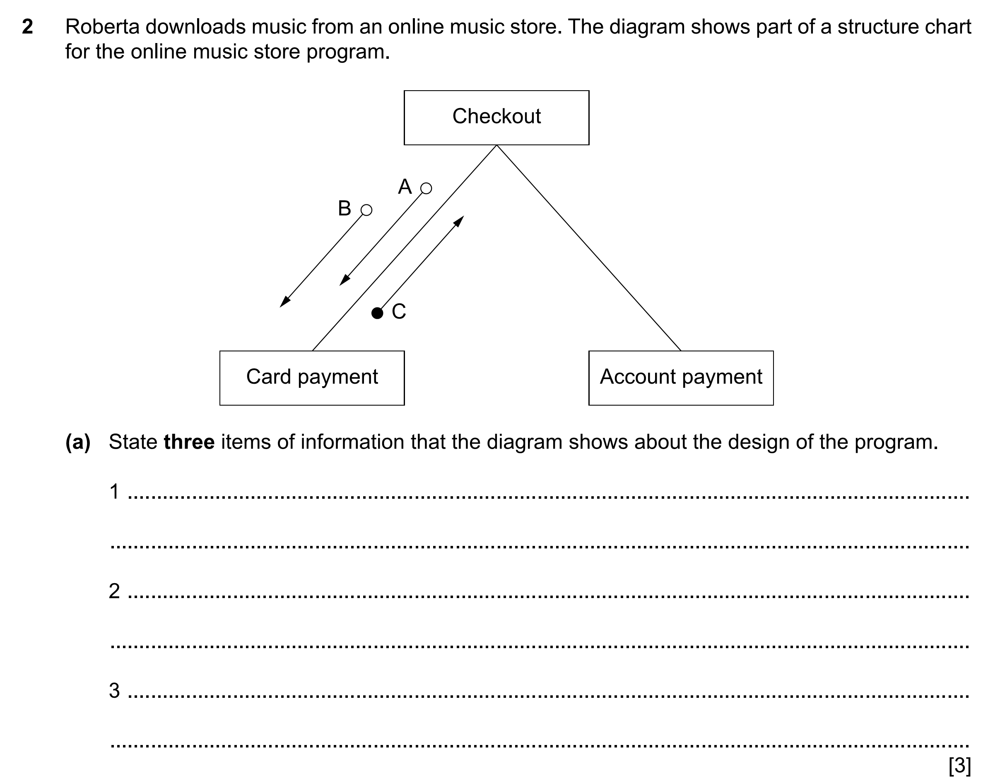 2 Roberta downloads music from an online music store. The diagram shows part of a structure chart
for the online music store program.
Checkout
A
B
C
Card payment
Account payment
(a) State three items of information that the diagram shows about the design of the program.
1 ..............................................................................................................................
..............................................................................................................................
2 ..............................................................................................................................
..............................................................................................................................
3 ..............................................................................................................................
..............................................................................................................................
[3]